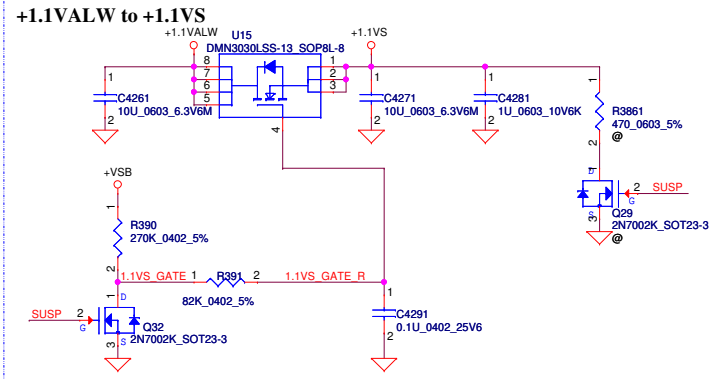 +1.1VALW to +1.1VS
+1.1VALW
U15
DMN3030LSS-13_SOP8L-8
+1.1VS
8
7
6
5
1
2
3
4
1
C4261
10U_0603_6.3V6M
2
1
C4271
10U_0603_6.3V6M
2
1
C4281
1U_0603_10V6K
2
1
R3861
470_0603_5%
@
2
1
D
2
SUSP
G
S
3
Q29
2N7002K_SOT23-3
@
+VSB
1
R390
270K_0402_5%
2
1.1VS_GATE
1
R391
2
1.1VS_GATE_R
82K_0402_5%
1
D
SUSP
2
G
S
3
Q32
2N7002K_SOT23-3
1
C4291
0.1U_0402_25V6
2